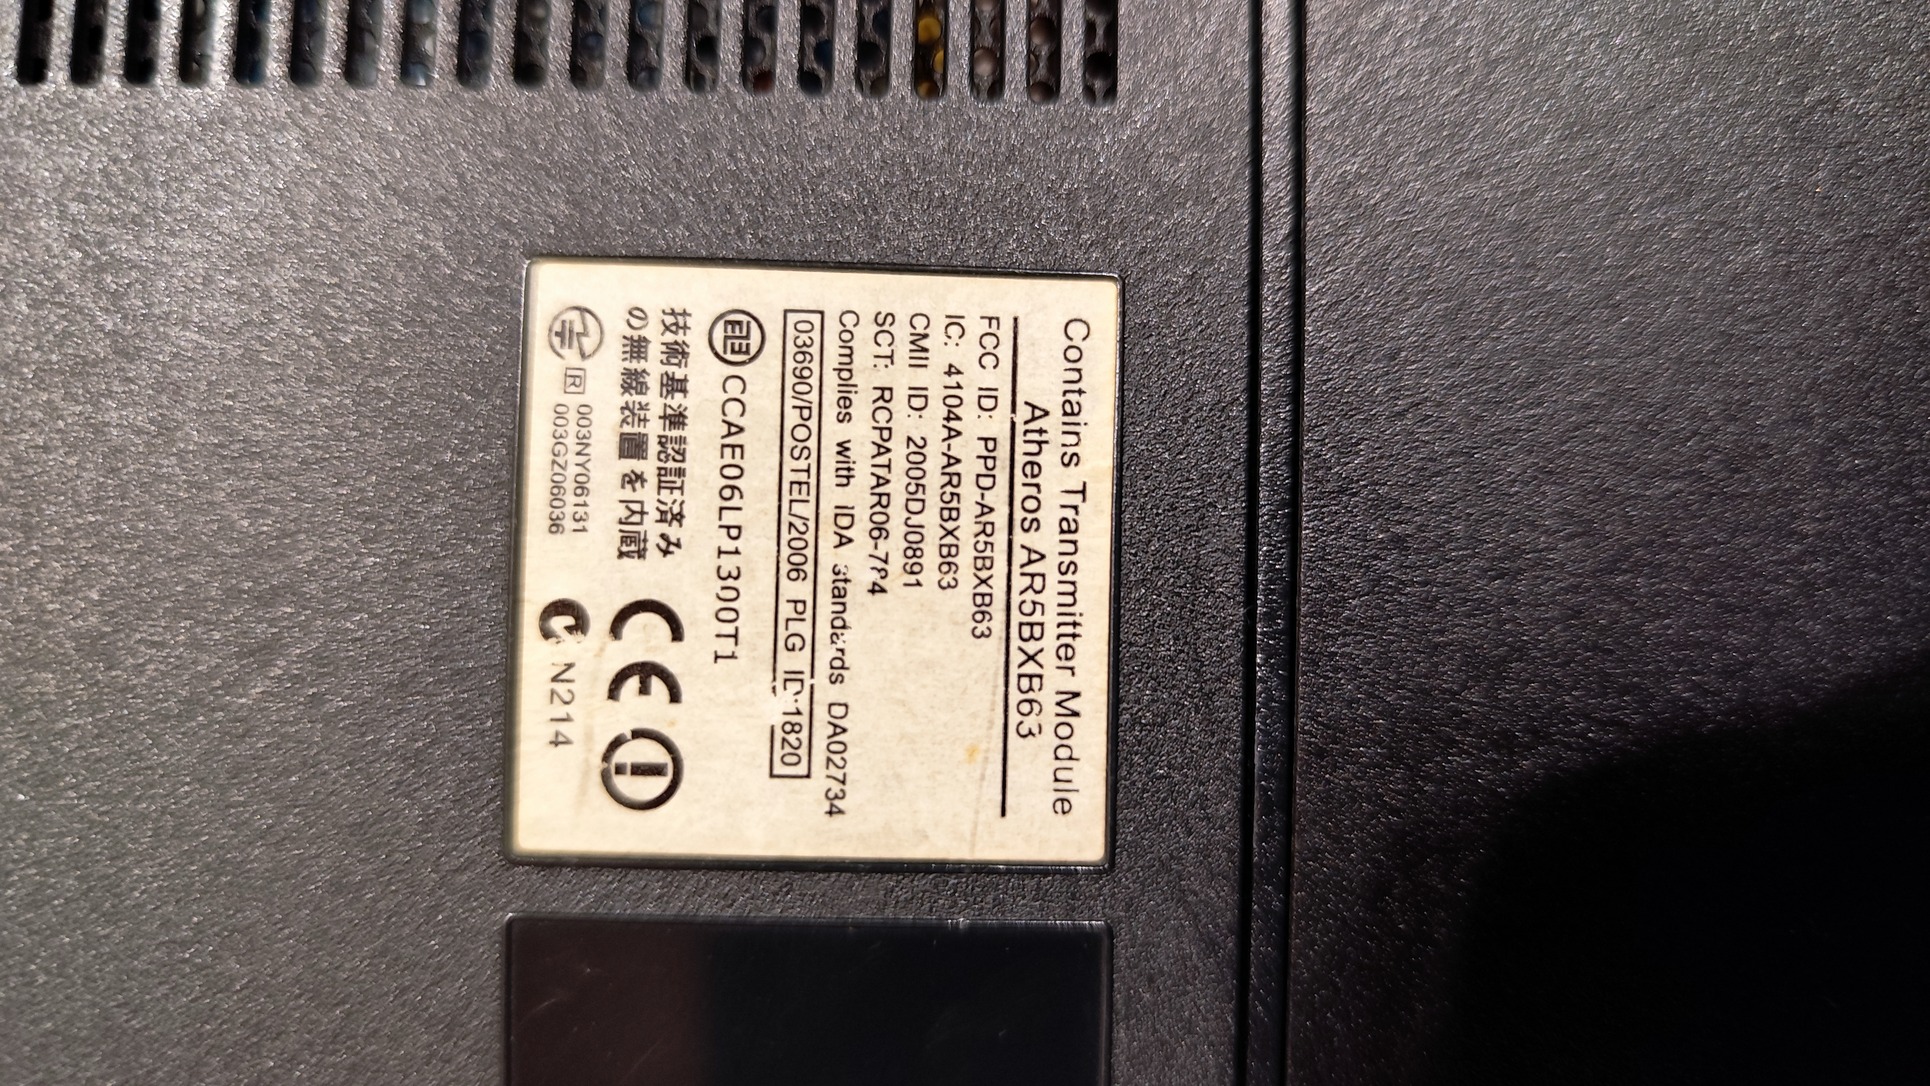 Contains Transmitter Module
Atheros AR5BXB63
FCC ID: PPD-AR5BXB63
IC: 4104A-AR5BXB63
CMII ID: 2005DJ0891
SCT: RCPATAR06-784
Complies with IDA standards DA02734
03690/POSTEL/2006 PLG ID:1820
CCAE06LP1300T1
技術基準認証済み
の無線装置を内蔵
R 003NY06131
003GZ06036
CE
N214